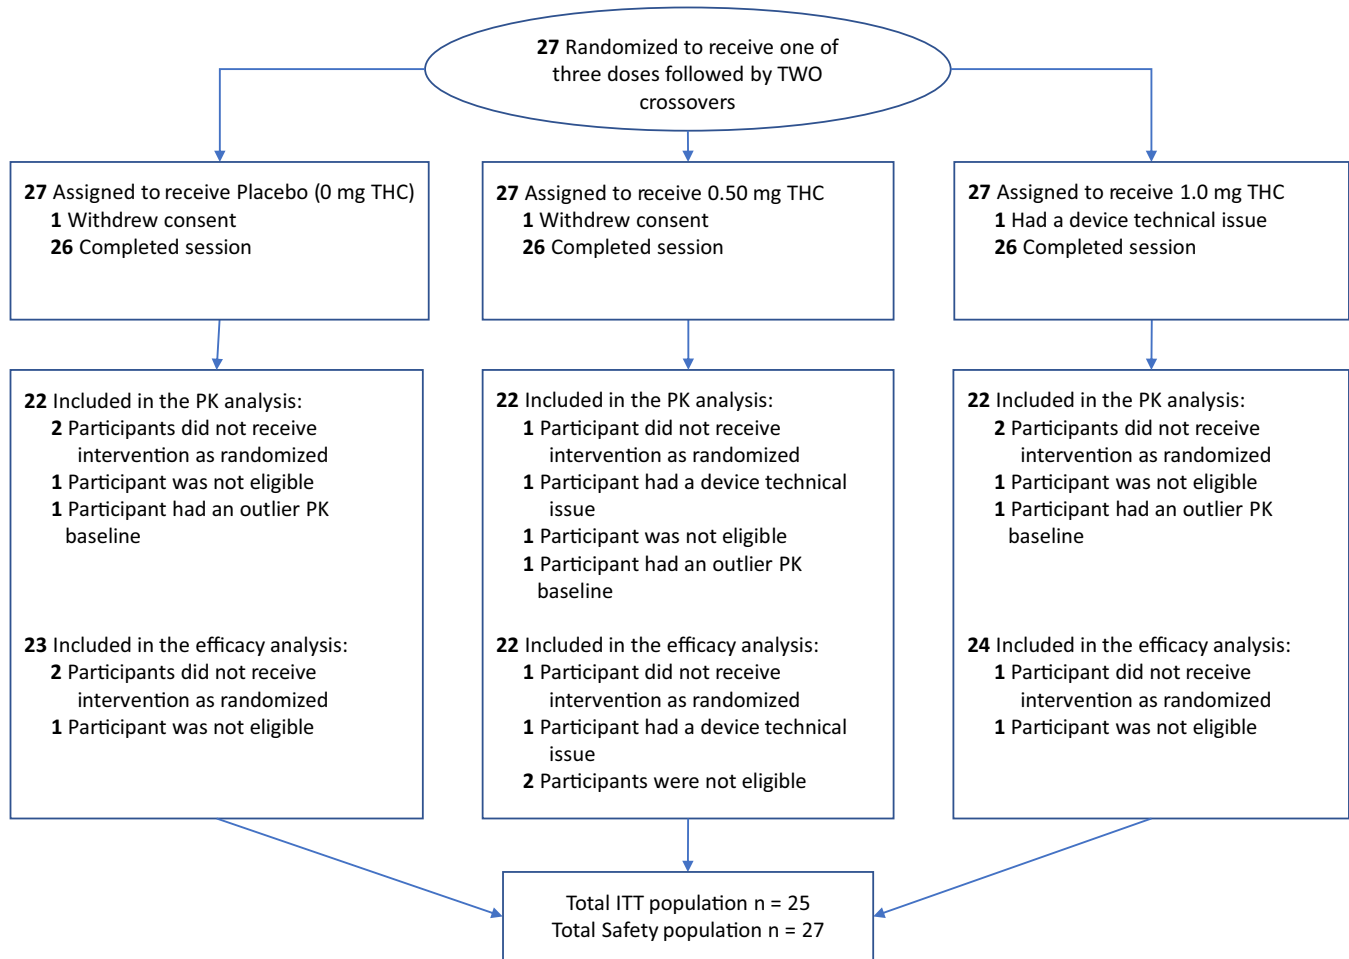 27 Randomized to receive one of
three doses followed by TWO
crossovers
27 Assigned to receive Placebo (0 mg THC)
1 Withdrew consent
26 Completed session
27 Assigned to receive 0.50 mg THC
1 Withdrew consent
26 Completed session
27 Assigned to receive 1.0 mg THC
1 Had a device technical issue
26 Completed session
22 Included in the PK analysis:
2 Participants did not receive
intervention as randomized
1 Participant was not eligible
1 Participant had an outlier PK
baseline
23 Included in the efficacy analysis:
2 Participants did not receive
intervention as randomized
1 Participant was not eligible
22 Included in the PK analysis:
1 Participant did not receive
intervention as randomized
1 Participant had a device technical
issue
1 Participant was not eligible
1 Participant had an outlier PK
baseline
22 Included in the efficacy analysis:
1 Participant did not receive
intervention as randomized
1 Participant had a device technical
issue
2 Participants were not eligible
22 Included in the PK analysis:
2 Participants did not receive
intervention as randomized
1 Participant was not eligible
1 Participant had an outlier PK
baseline
24 Included in the efficacy analysis:
1 Participant did not receive
intervention as randomized
1 Participant was not eligible
Total ITT population n = 25
Total Safety population n = 27